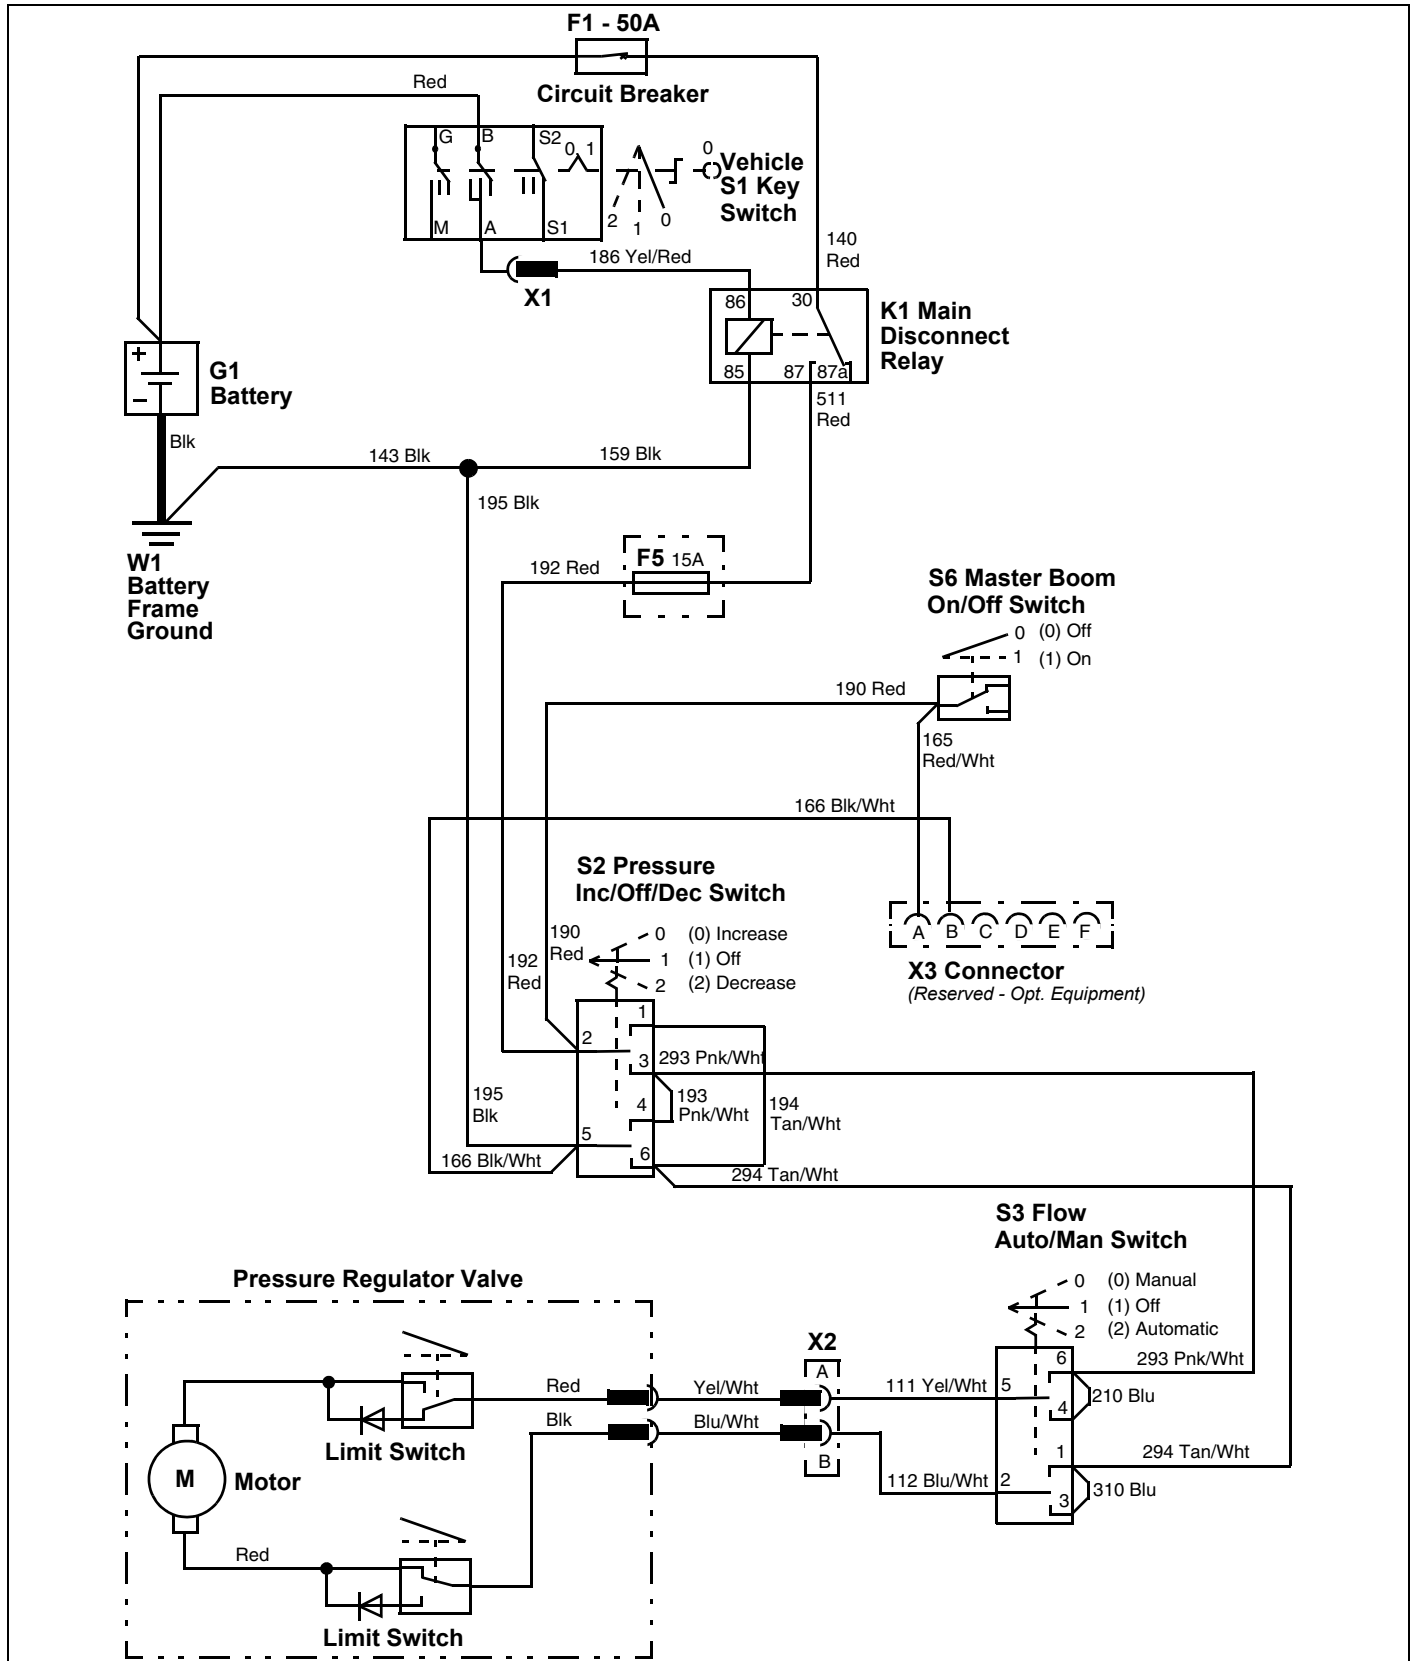 F1 - 50A
Red
Circuit Breaker
G
B
S2
0
1
0
Vehicle
S1 Key
Switch
M
A
S1
2
1
0
186 Yel/Red
X1
140
Red
86
30
K1 Main
Disconnect
Relay
85
87
87a
+
−
G1
Battery
511
Red
Blk
143 Blk
159 Blk
195 Blk
W1
Battery
Frame
Ground
192 Red
F5 15A
S6 Master Boom
On/Off Switch
0 (0) Off
1 (1) On
190 Red
165
Red/Wht
166 Blk/Wht
S2 Pressure
Inc/Off/Dec Switch
0 (0) Increase
1 (1) Off
2 (2) Decrease
190
Red
192
Red
A B C D E F
X3 Connector
(Reserved - Opt. Equipment)
1
2
3
293 Pnk/Wht
193
Pnk/Wht
194
Tan/Wht
4
195
Blk
5
6
166 Blk/Wht
294 Tan/Wht
S3 Flow
Auto/Man Switch
0 (0) Manual
1 (1) Off
2 (2) Automatic
Pressure Regulator Valve
X2
A
6
293 Pnk/Wht
Red
Yel/Wht
111 Yel/Wht
5
210 Blu
4
Blk
Blu/Wht
Limit Switch
B
1
294 Tan/Wht
M
Motor
112 Blu/Wht
2
310 Blu
3
Red
Limit Switch